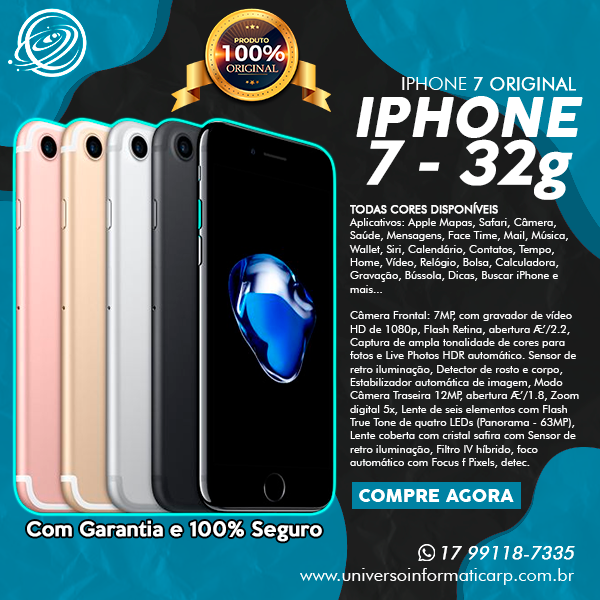 PRODUTO
100%
ORIGINAL
IPHONE 7 ORIGINAL
IPHONE
7 - 32g
TODAS CORES DISPONÍVEIS
Aplicativos: Apple Mapas, Safari, Câmera,
Saúde, Mensagens, Face Time, Mail, Música,
Wallet, Siri, Calendário, Contatos, Tempo,
Home, Vídeo, Relógio, Bolsa, Calculadora,
Gravação, Bússola, Dicas, Buscar iPhone e
mais...
Câmera Frontal: 7MP, com gravador de vídeo
HD de 1080p, Flash Retina, abertura Æ’/2.2,
Captura de ampla tonalidade de cores para
fotos e Live Photos HDR automático. Sensor de
retro iluminação, Detector de rosto e corpo,
Estabilizador automática de imagem, Modo
Câmera Traseira 12MP, abertura Æ’/1.8, Zoom
digital 5x, Lente de seis elementos com Flash
True Tone de quatro LEDs (Panorama - 63MP),
Lente coberta com cristal safira com Sensor de
retro iluminação, Filtro IV híbrido, foco
automático com Focus f Pixels, detec.
COMPRE AGORA
Com Garantia e 100% Seguro
17 99118-7335
www.universoinformaticarp.com.br